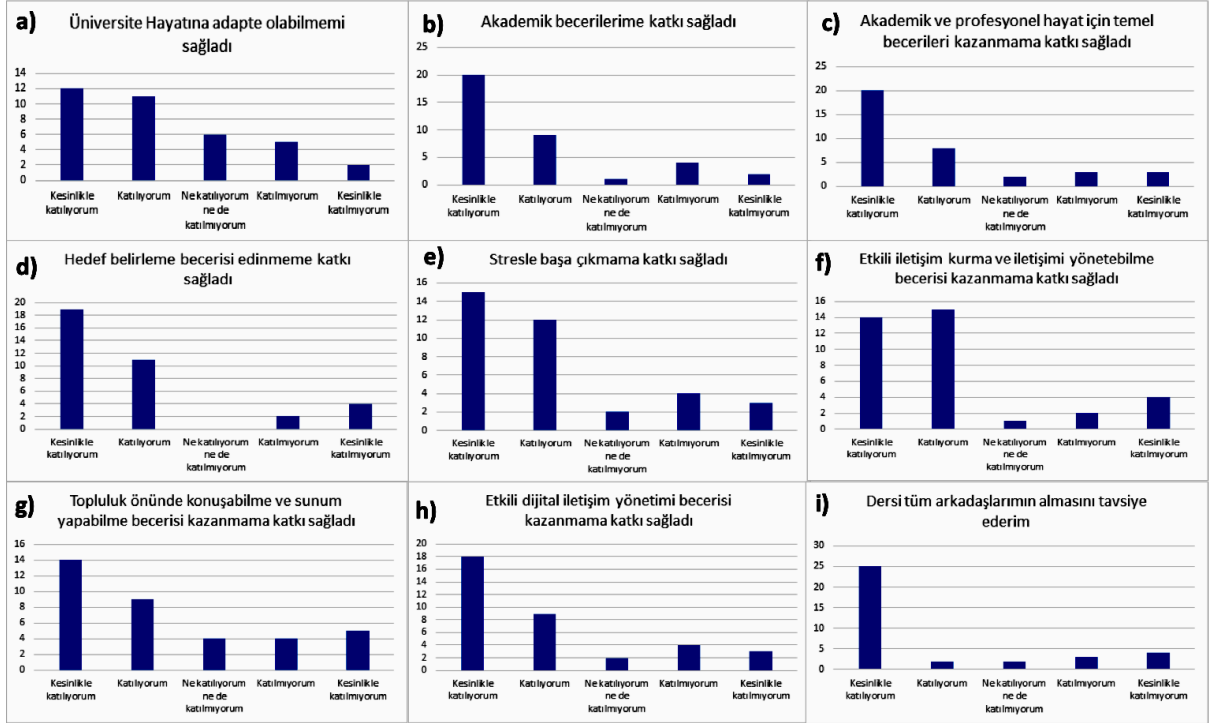 a)
Üniversite Hayatına adapte olabilmemi
sağladı
14
12
10
8
6
4
2
0
Kesinlikle
katılıyorum
Katılıyorum
Ne katılıyorum
ne de
katılmıyorum
Katılmıyorum
Kesinlikle
katılmıyorum
b)
Akademik becerilerime katkı sağladı
25
20
15
10
5
0
Kesinlikle
katılıyorum
Katılıyorum
Ne katılıyorum
ne de
katılmıyorum
Katılmıyorum
Kesinlikle
katılmıyorum
c)
Akademik ve profesyonel hayat için temel
becerileri kazanmama katkı sağladı
25
20
15
10
5
0
Kesinlikle
katılıyorum
Katılıyorum
Ne katılıyorum
ne de
katılmıyorum
Katılmıyorum
Kesinlikle
katılmıyorum
d)
Hedef belirleme becerisi edinmeme katkı
sağladı
20
18
16
14
12
10
8
6
4
2
0
Kesinlikle
katılıyorum
Katılıyorum
Ne katılıyorum
ne de
katılmıyorum
Katılmıyorum
Kesinlikle
katılmıyorum
e)
Stresle başa çıkmama katkı sağladı
16
14
12
10
8
6
4
2
0
Kesinlikle
katılıyorum
Katılıyorum
Ne katılıyorum
ne de
katılmıyorum
Katılmıyorum
Kesinlikle
katılmıyorum
f)
Etkili iletişim kurma ve iletişimi yönetebilme
becerisi kazanmama katkı sağladı
16
14
12
10
8
6
4
2
0
Kesinlikle
katılıyorum
Katılıyorum
Ne katılıyorum
ne de
katılmıyorum
Katılmıyorum
Kesinlikle
katılmıyorum
g)
Topluluk önünde konuşabilme ve sunum
yapabilme becerisi kazanmama katkı sağladı
16
14
12
10
8
6
4
2
0
Kesinlikle
katılıyorum
Katılıyorum
Ne katılıyorum
ne de
katılmıyorum
Katılmıyorum
Kesinlikle
katılmıyorum
h)
Etkili dijital iletişim yönetimi becerisi
kazanmama katkı sağladı
20
18
16
14
12
10
8
6
4
2
0
Kesinlikle
katılıyorum
Katılıyorum
Ne katılıyorum
ne de
katılmıyorum
Katılmıyorum
Kesinlikle
katılmıyorum
i)
Dersi tüm arkadaşlarımın almasını tavsiye
ederim
30
25
20
15
10
5
0
Kesinlikle
katılıyorum
Katılıyorum
Ne katılıyorum
ne de
katılmıyorum
Katılmıyorum
Kesinlikle
katılmıyorum